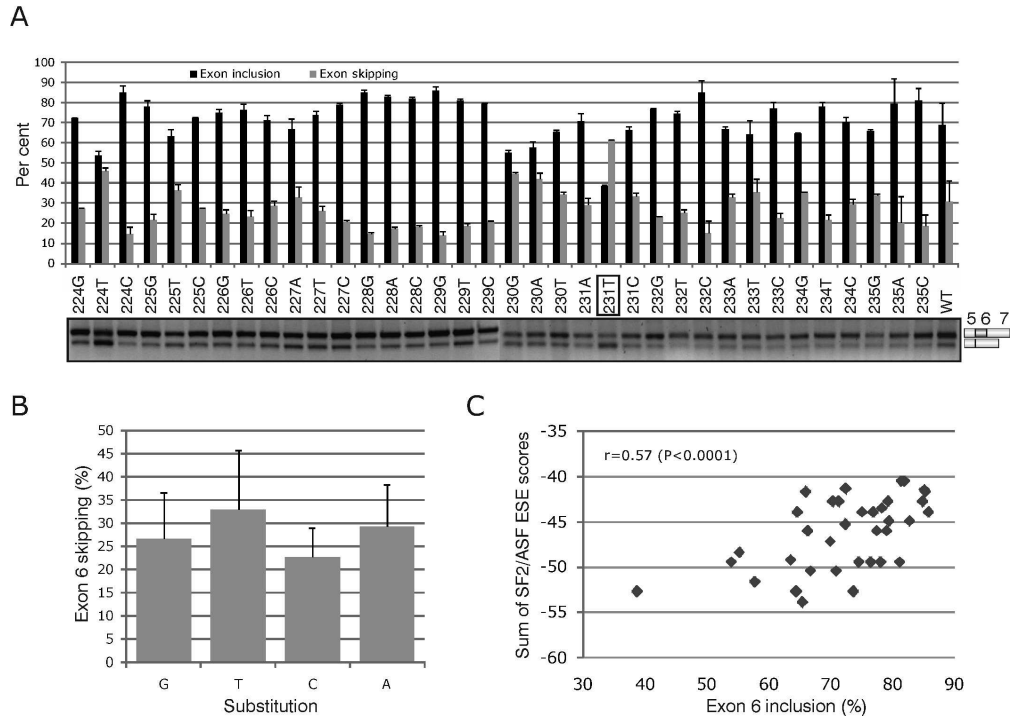 A
Exon inclusion Exon skipping
Per cent
100
90
80
70
60
50
40
30
20
10
0
224G 224T 224C 225G 225T 225C 226G 226T 226C 227A 227T 227C 228G 228A 228C 229G 229T 229C 230G 230A 230T 231A 231T 231C 232G 232T 232C 233A 233T 233C 234G 234T 234C 235G 235A 235C WT
5 6 7
B
Exon 6 skipping (%)
50
45
40
35
30
25
20
15
10
5
0
G T C A
Substitution
C
Sum of SF2/ASF ESE scores
-35
-40
-45
-50
-55
-60
r=0.57 (P<0.0001)
30 40 50 60 70 80 90
Exon 6 inclusion (%)